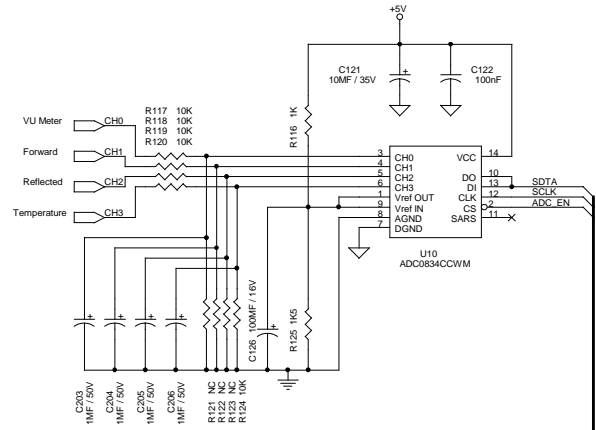 +5V
C121
10MF / 35V
C122
100nF
R117 10K
R118 10K
R119 10K
R120 10K
R116 1K
VU Meter
CH0
Forward
CH1
Reflected
CH2
Temperature
CH3
3 CH0 VCC 14
4 CH1
5 CH2 DO 10
6 CH3 DI 13 SDTA
1 Vref OUT CLK 12 SCLK
9 Vref IN CS 2 ADC_EN
8 AGND SARS 11
7 DGND
U10
ADC0834CCWM
C203
1MF / 50V
C204
1MF / 50V
C205
1MF / 50V
C206
1MF / 50V
R121 NC
R122 NC
R123 NC
R124 10K
C126 100MF / 16V
R125 1K5